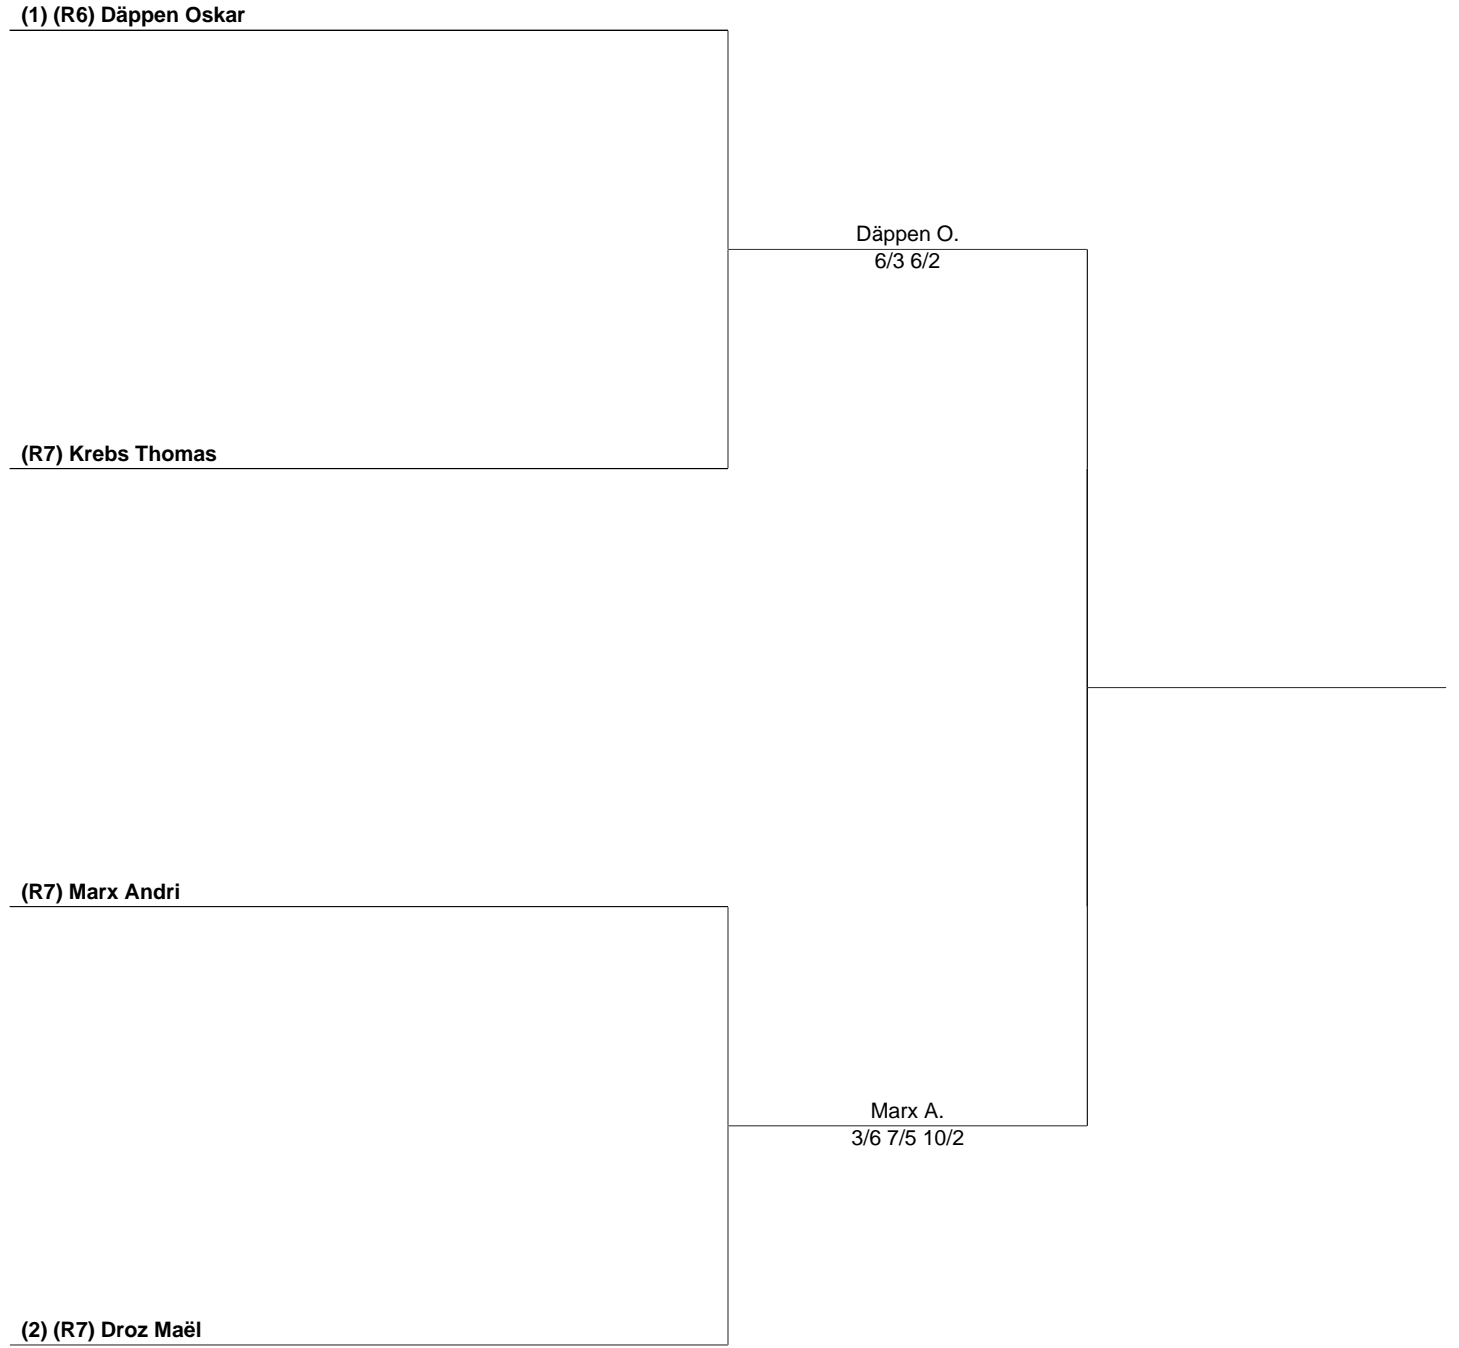 (1) (R6) Däppen Oskar
Däppen O.
6/3 6/2
(R7) Krebs Thomas
(R7) Marx Andri
Marx A.
3/6 7/5 10/2
(2) (R7) Droz Maël